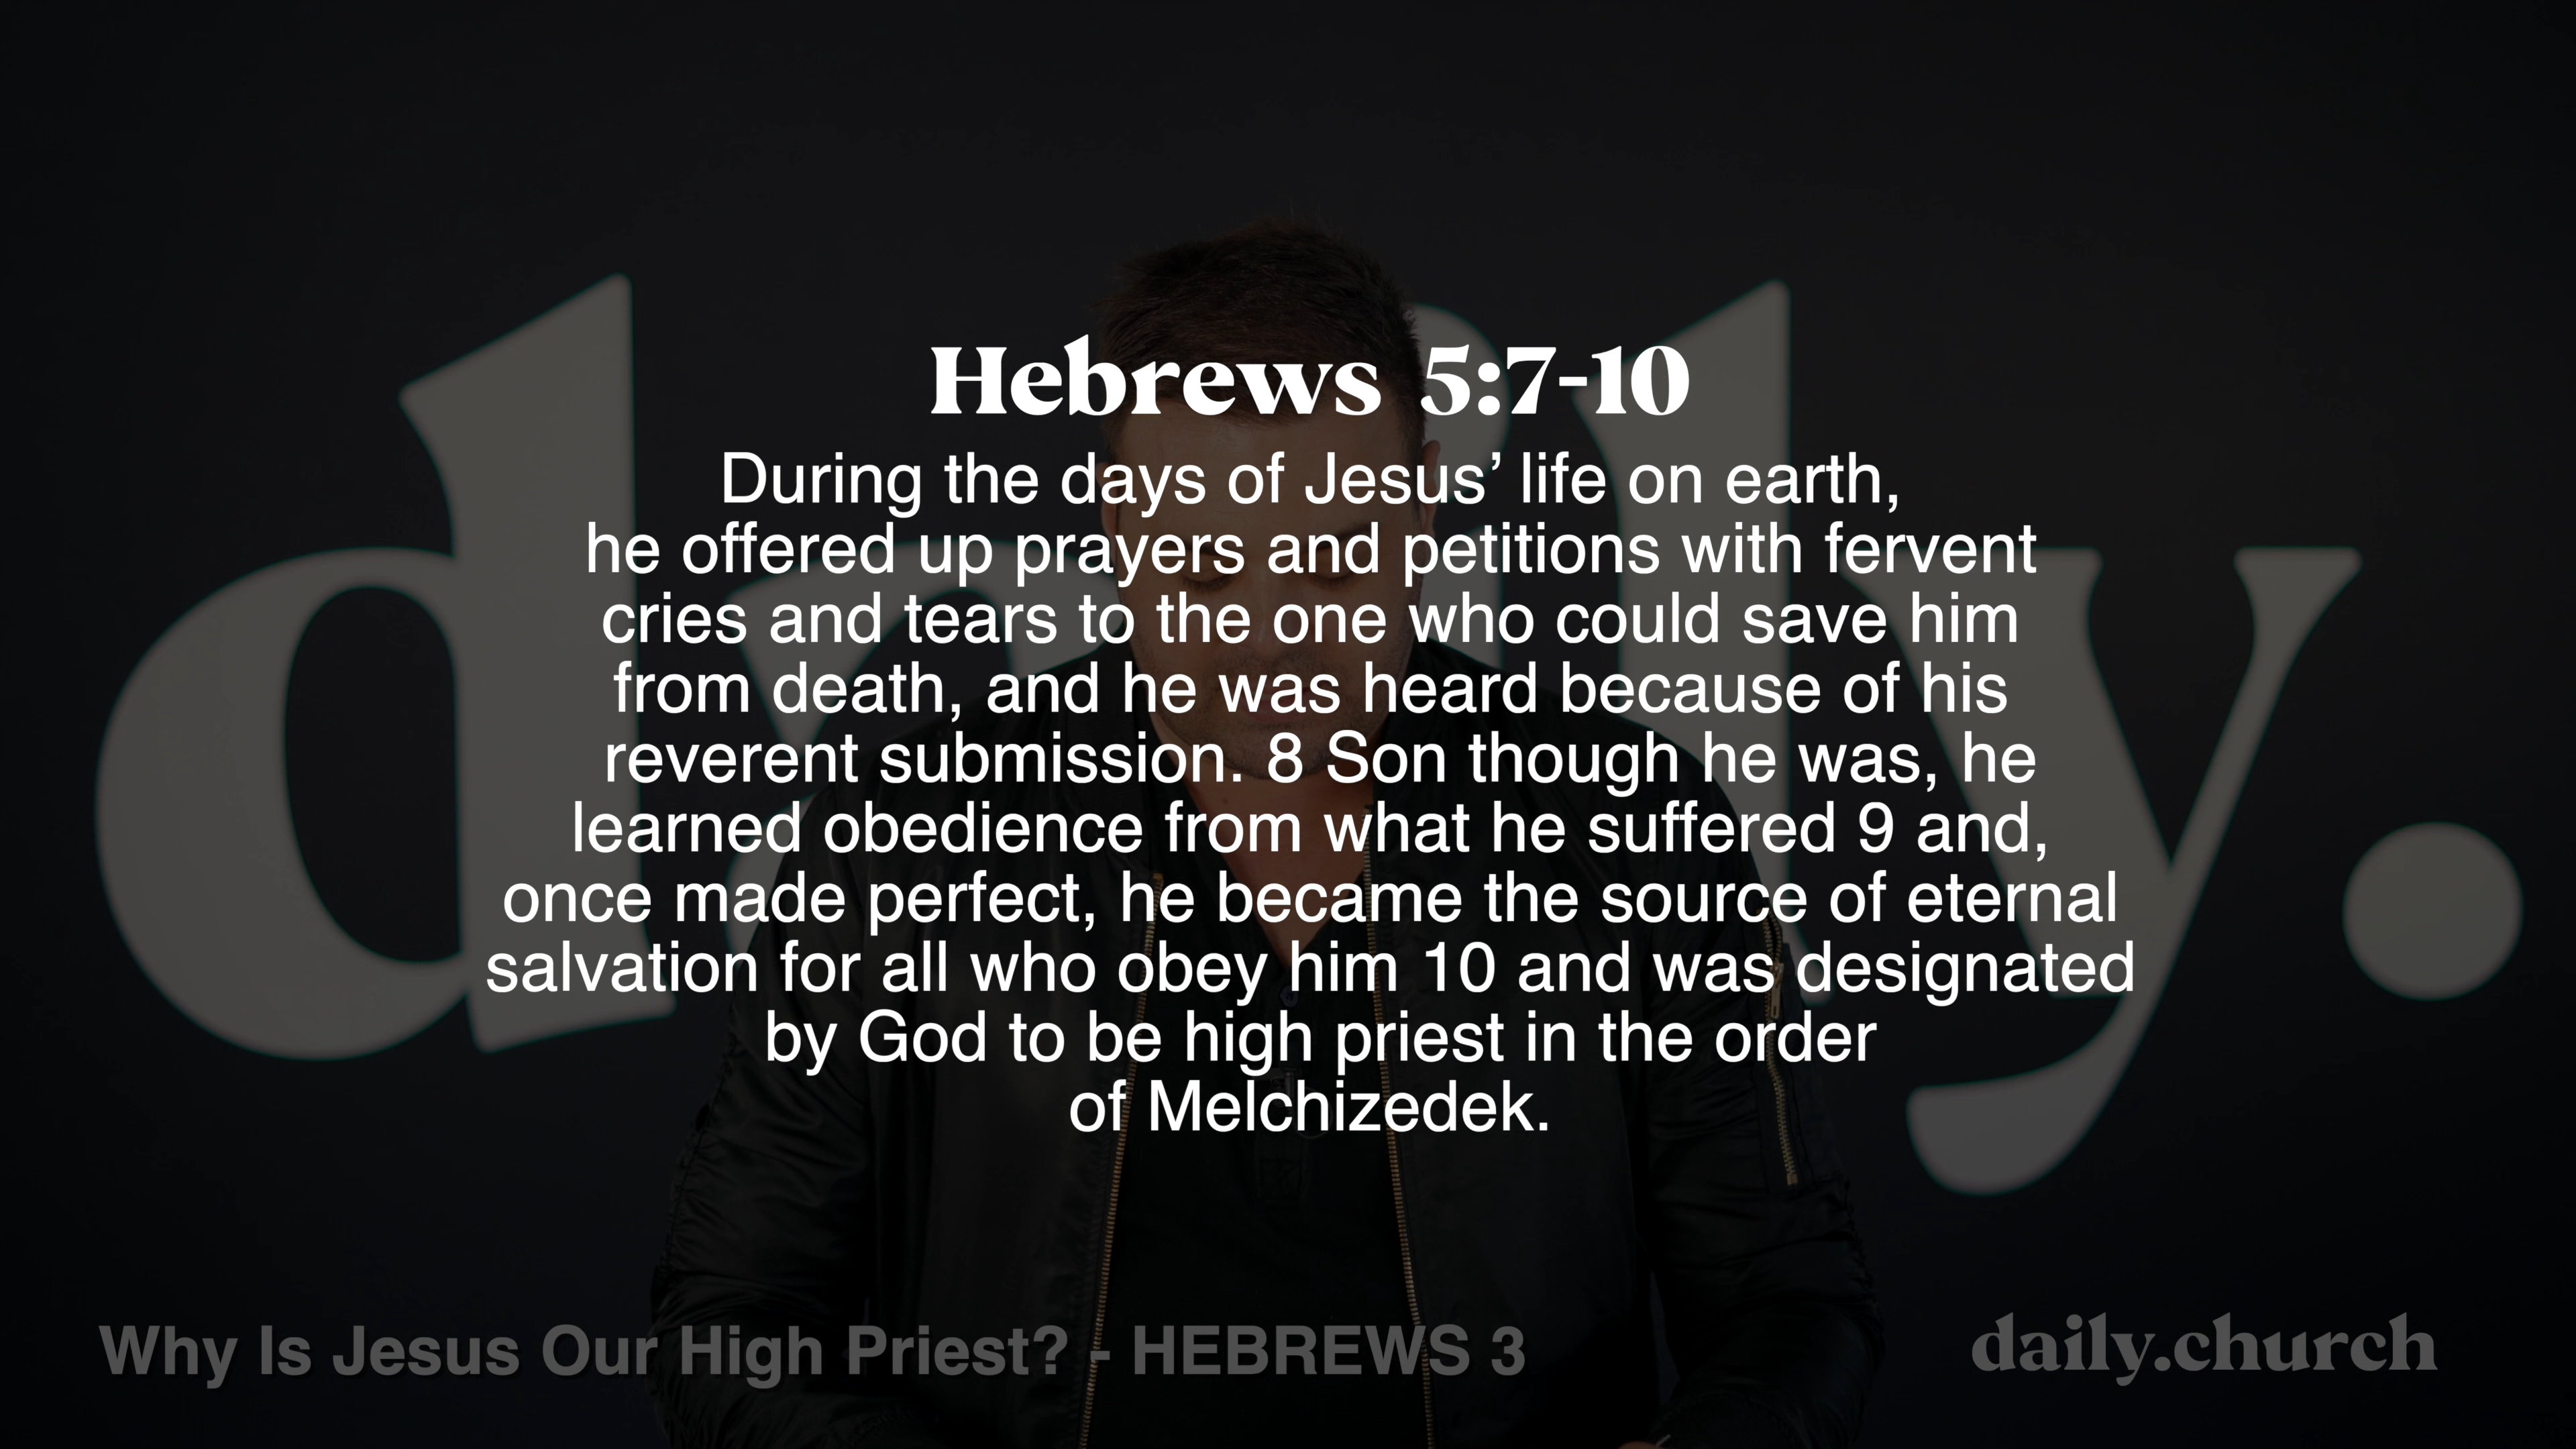 daily.
Hebrews 5:7-10
During the days of Jesus’ life on earth,
he offered up prayers and petitions with fervent
cries and tears to the one who could save him
from death, and he was heard because of his
reverent submission. 8 Son though he was, he
learned obedience from what he suffered 9 and,
once made perfect, he became the source of eternal
salvation for all who obey him 10 and was designated
by God to be high priest in the order
of Melchizedek.
Why Is Jesus Our High Priest? - HEBREWS 3
daily.church